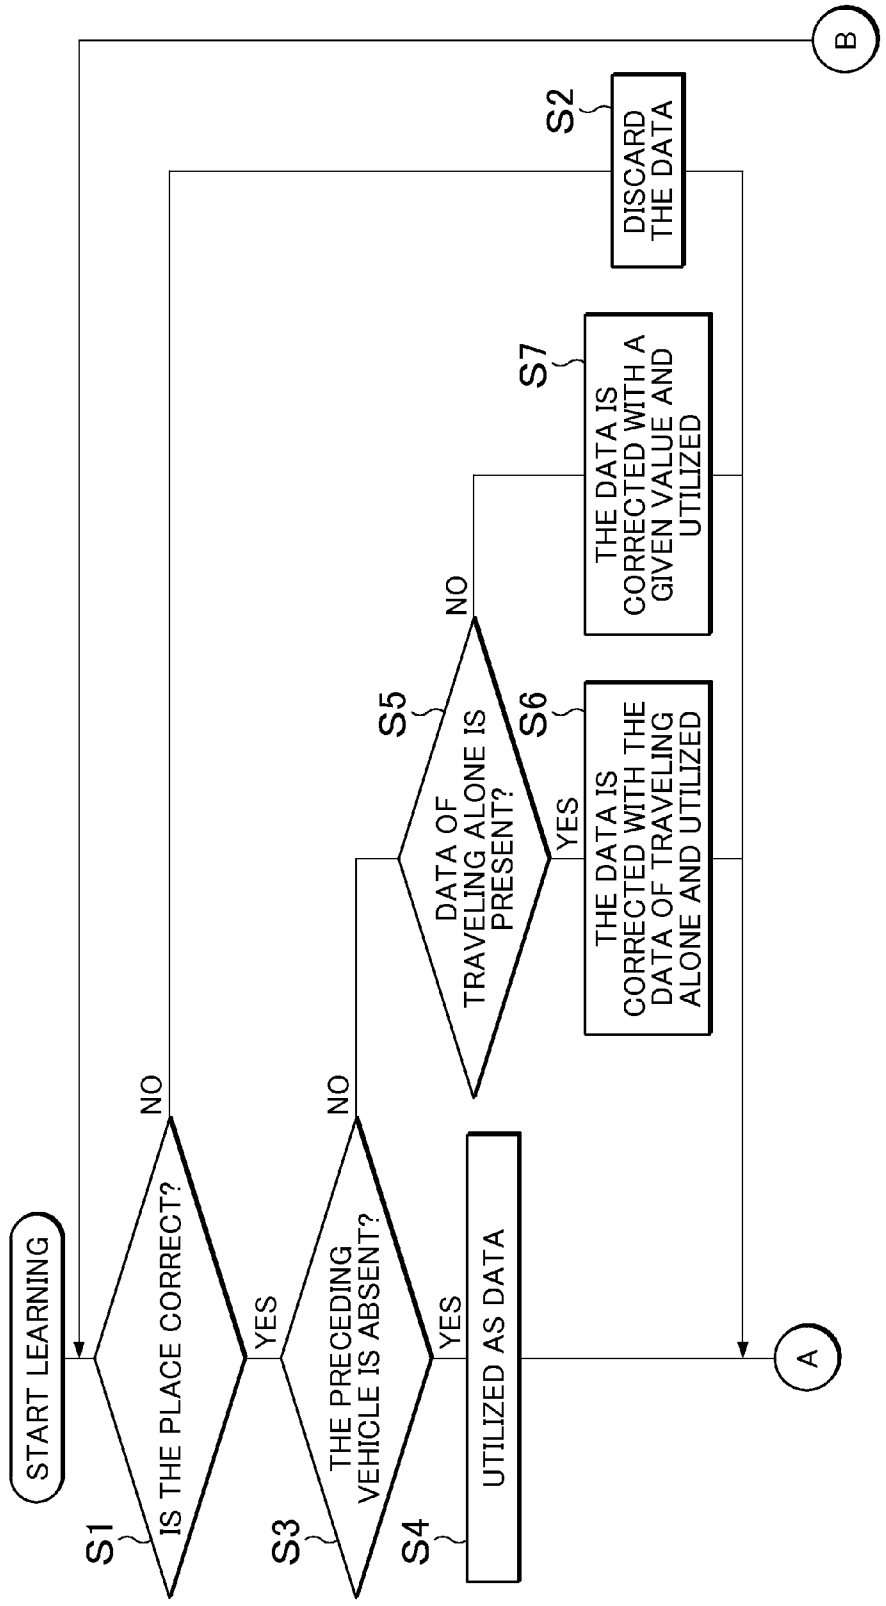 START LEARNING
B
S1
IS THE PLACE CORRECT?
NO
YES
S3
THE PRECEDING
VEHICLE IS ABSENT?
NO
YES
S4
UTILIZED AS DATA
S5
DATA OF
TRAVELING ALONE IS
PRESENT?
NO
YES
S6
THE DATA IS
CORRECTED WITH THE
DATA OF TRAVELING
ALONE AND UTILIZED
S7
THE DATA IS
CORRECTED WITH A
GIVEN VALUE AND
UTILIZED
S2
DISCARD
THE DATA
A